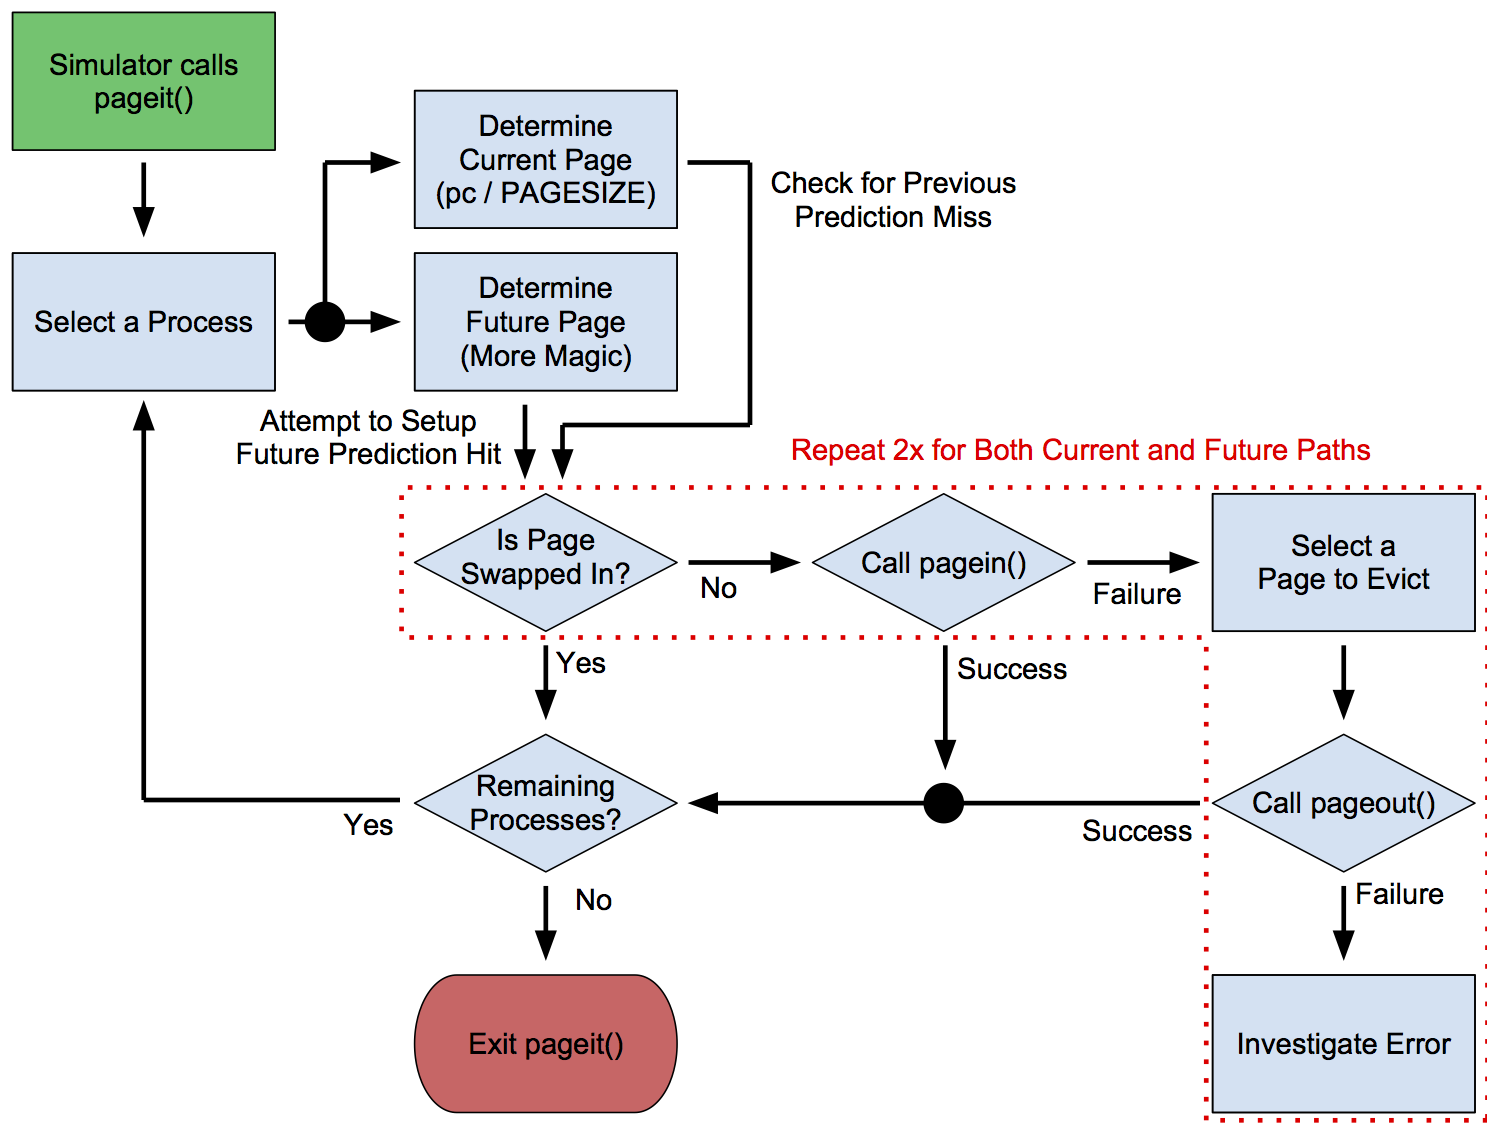 Simulator calls
pageit()
Determine
Current Page
(pc / PAGESIZE)
Check for Previous
Prediction Miss
Select a Process
Determine
Future Page
(More Magic)
Attempt to Setup
Future Prediction Hit
Repeat 2x for Both Current and Future Paths
Is Page
Swapped In?
No
Call pagein()
Failure
Select a
Page to Evict
Yes
Success
Remaining
Processes?
Yes
Success
Call pageout()
No
Failure
Exit pageit()
Investigate Error